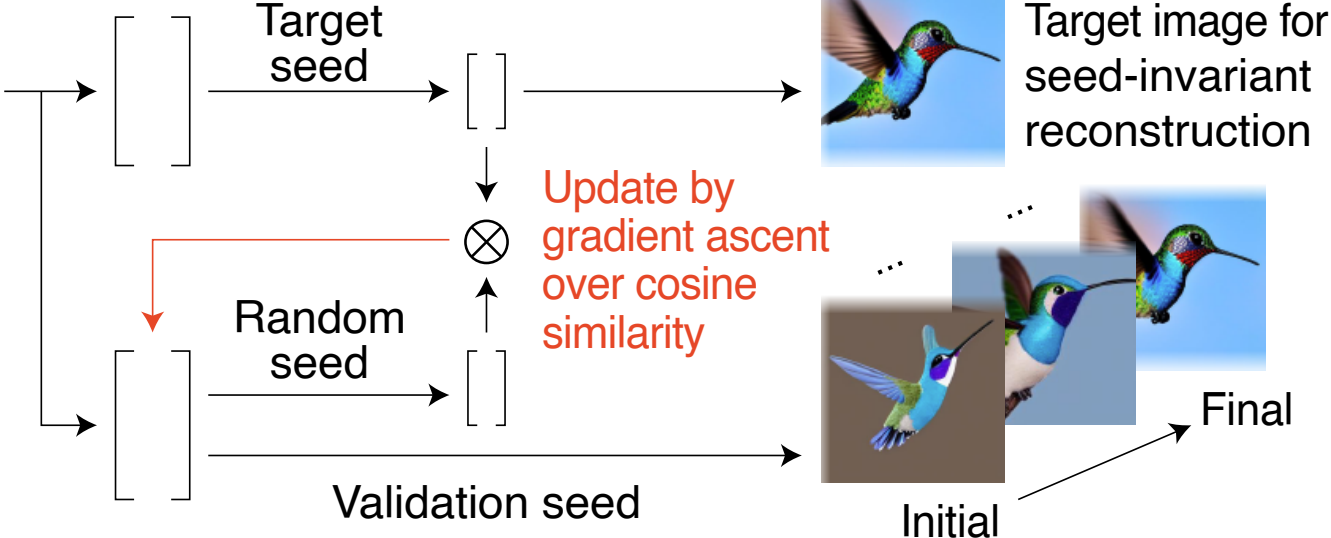 Target
seed
Target image for
seed-invariant
reconstruction
Update by
gradient ascent
over cosine
similarity
Random
seed
Validation seed
Initial
Final